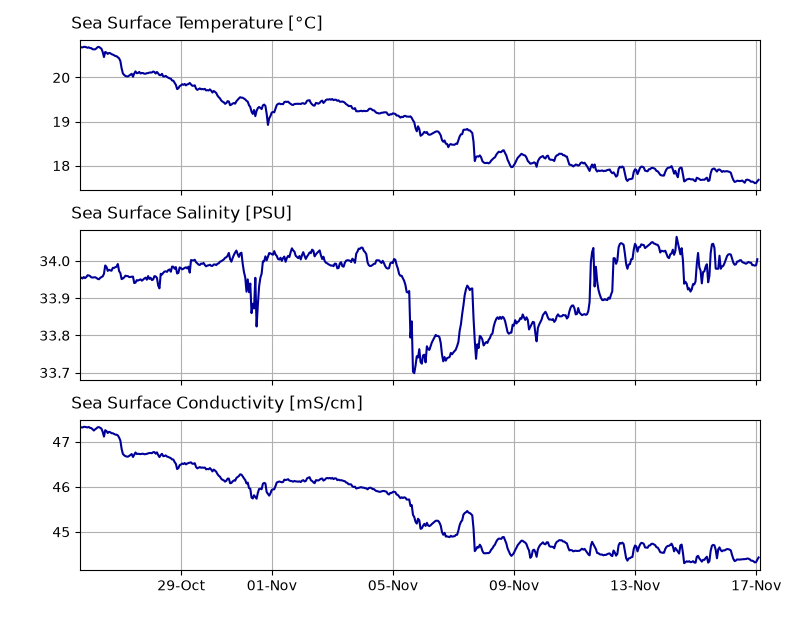 Sea Surface Temperature [°C]
20
19
18
Sea Surface Salinity [PSU]
34.0
33.9
33.8
33.7
Sea Surface Conductivity [mS/cm]
47
46
45
29-Oct 01-Nov 05-Nov 09-Nov 13-Nov 17-Nov